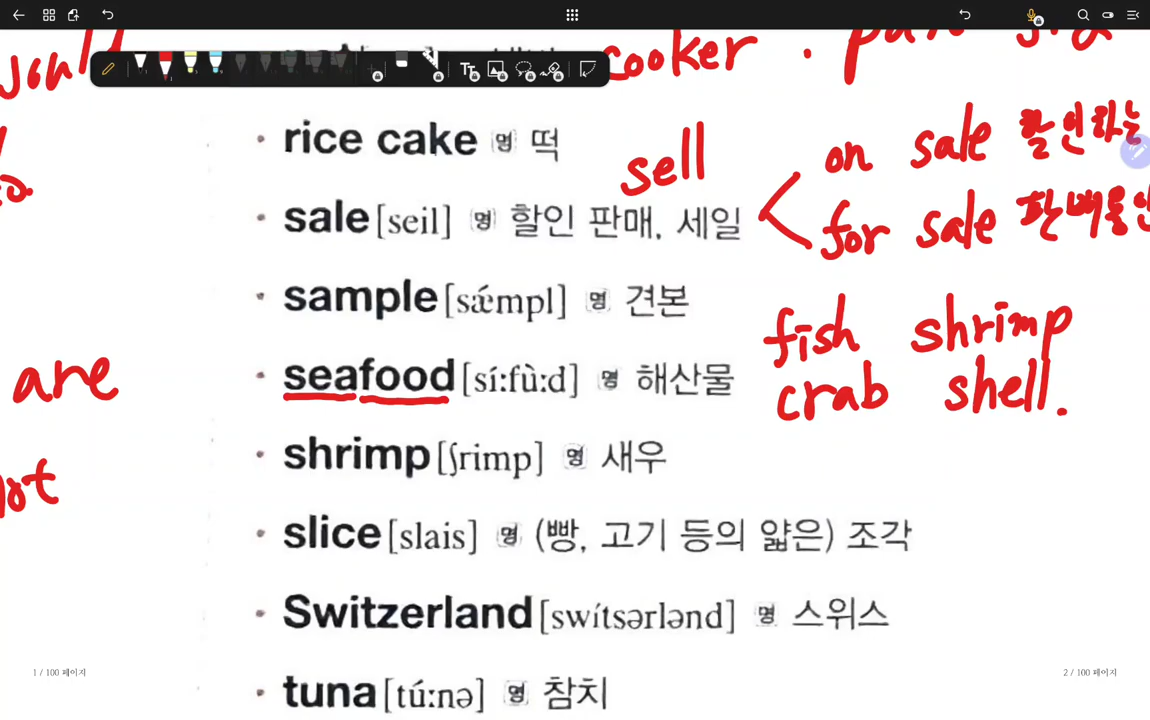 should
cooker .
rice cake 명 떡
sell
on sale 할인하는
sale [seil] 명 할인 판매, 세일
for sale 판매용인
sample [sǽmpl] 명 견본
fish shrimp
are
seafood [síːfùːd] 명 해산물
crab shell.
shrimp [ʃrimp] 명 새우
not
slice [slais] 명 (빵, 고기 등의 얇은) 조각
Switzerland [swítsərlənd] 명 스위스
1 / 100 페이지
2 / 100 페이지
tuna [túːnə] 명 참치